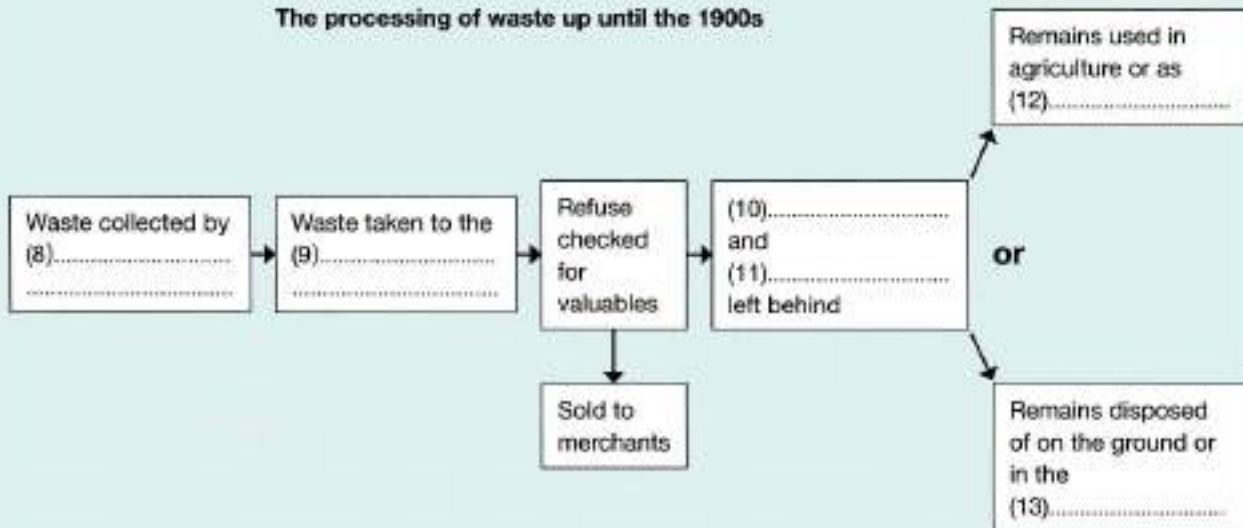 The processing of waste up until the 1900s
Waste collected by
(8)..............................
...................................
Waste taken to the
(9)..............................
...................................
Refuse
checked
for
valuables
Sold to
merchants
(10)..............................
and
(11)..............................
left behind
or
Remains used in
agriculture or as
(12)..............................
Remains disposed
of on the ground or
in the
(13)..............................